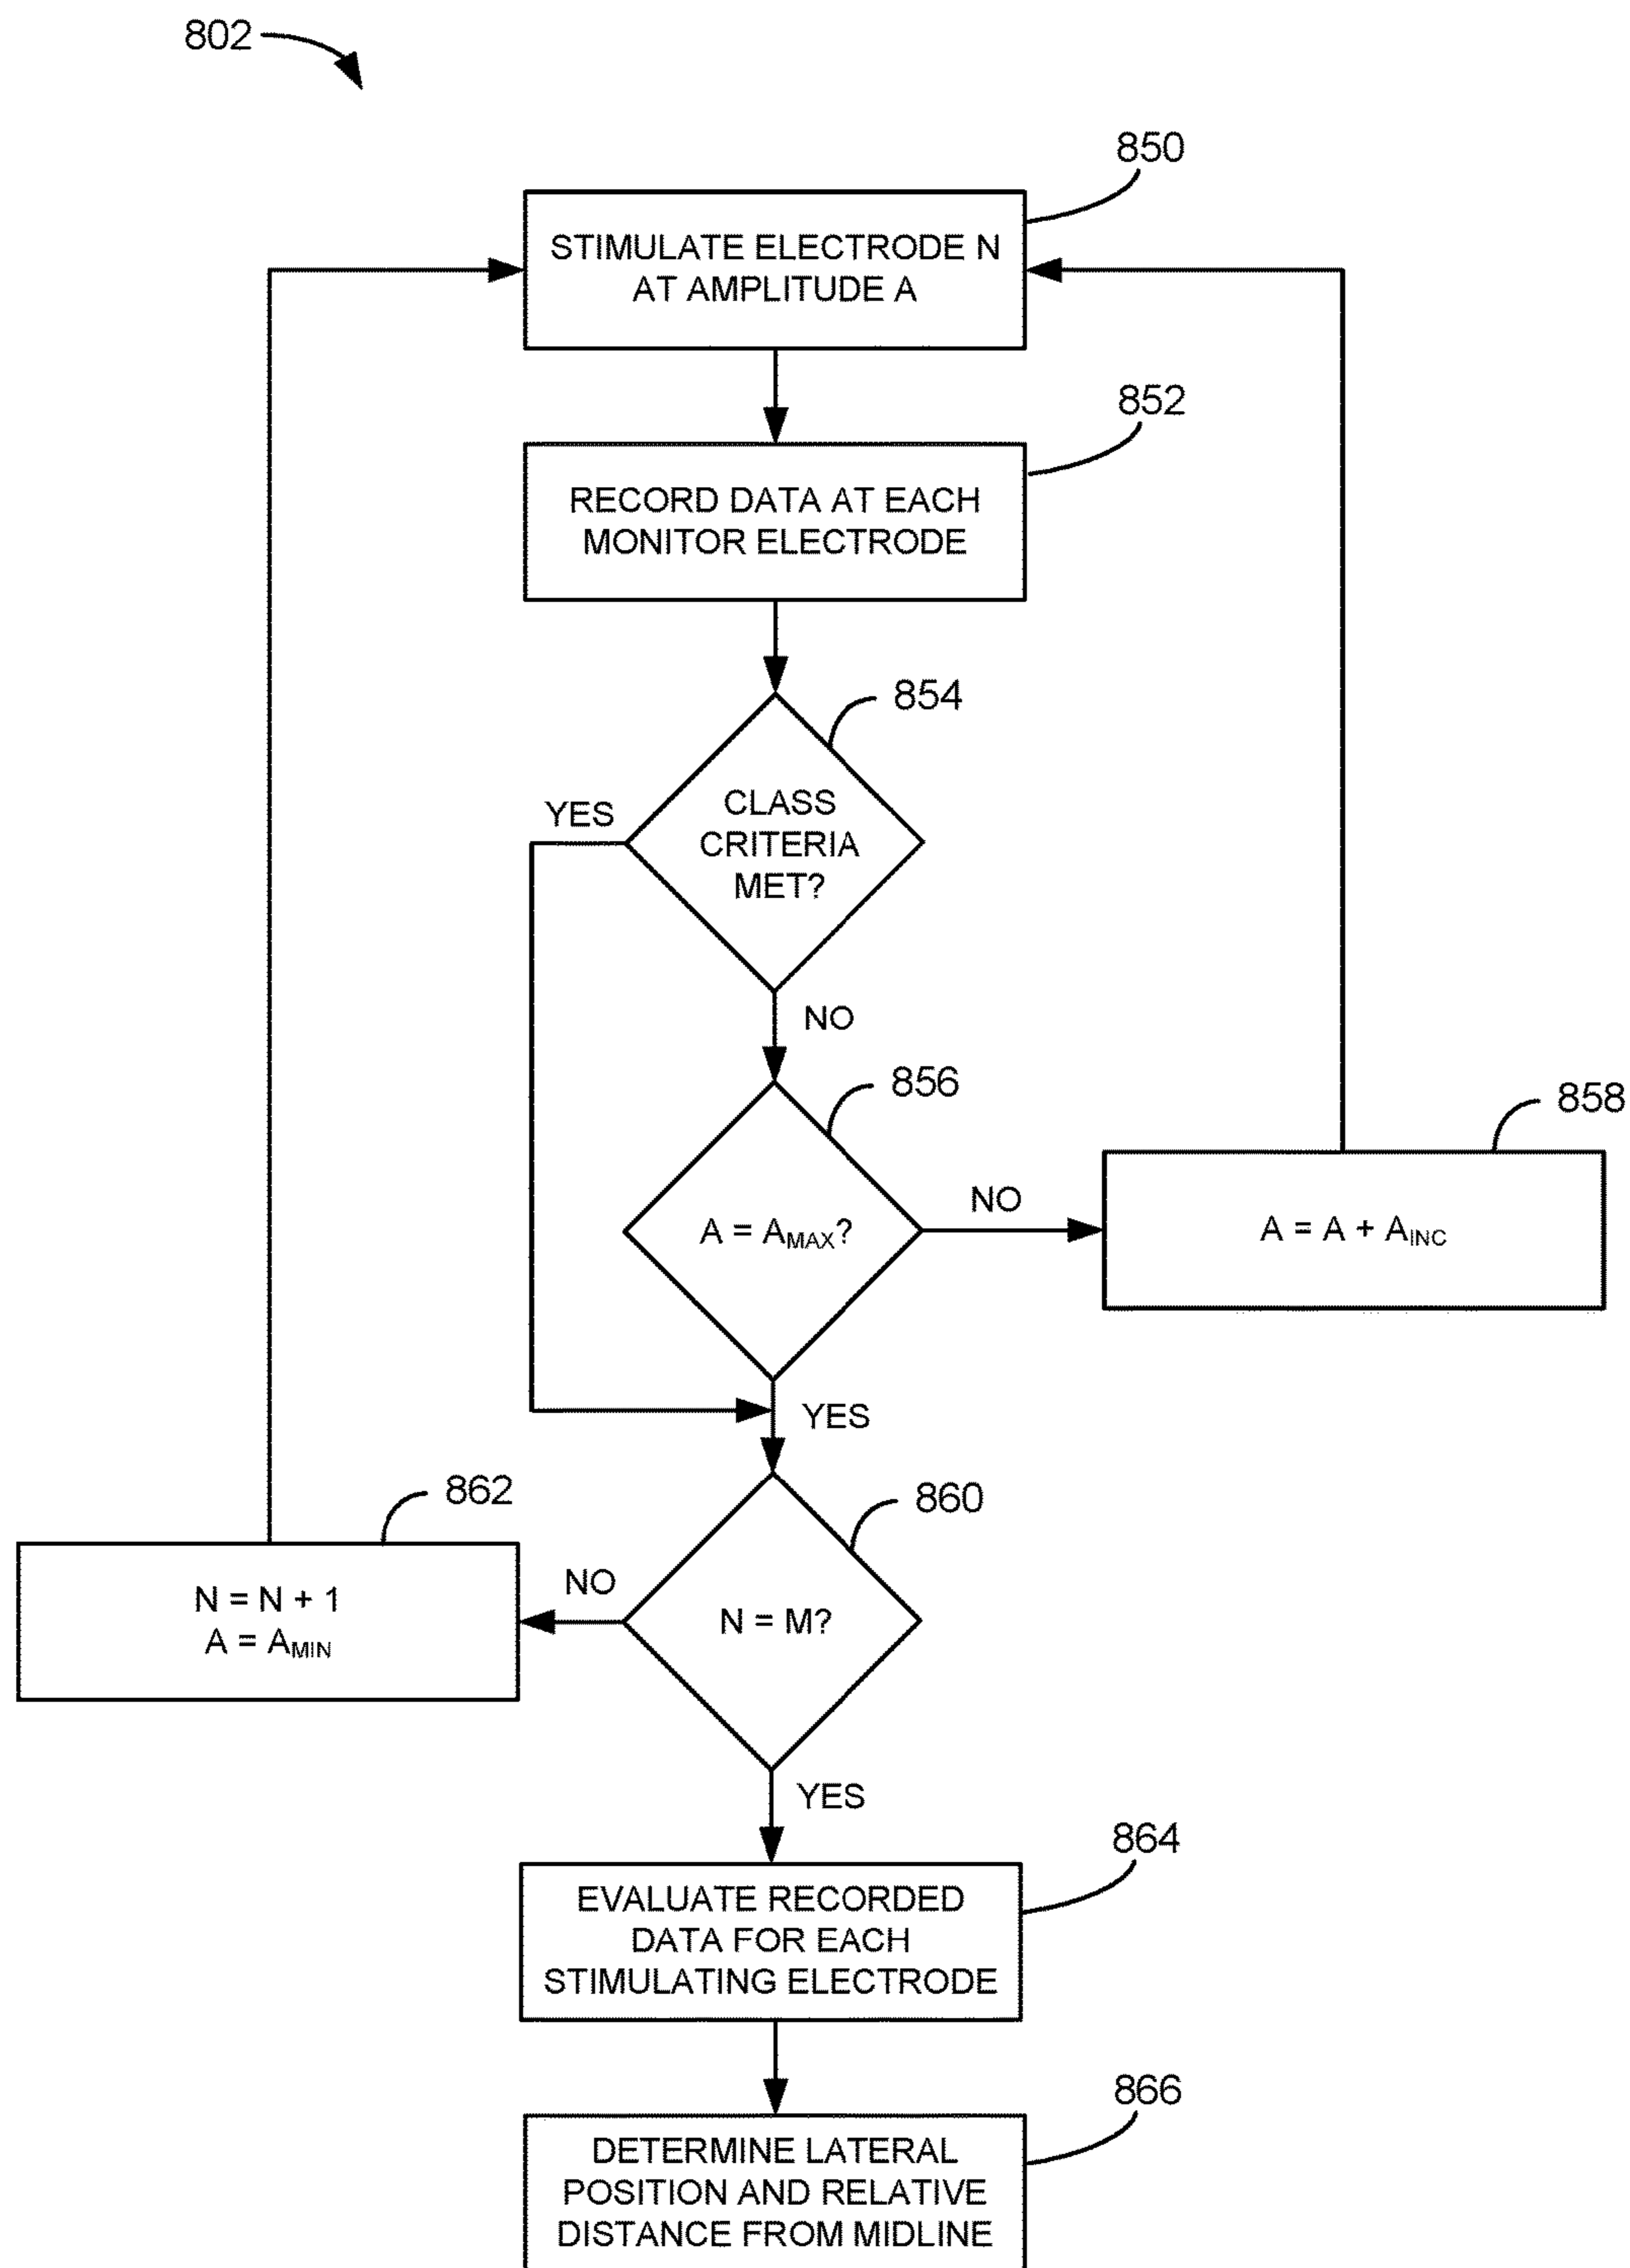 802
850
STIMULATE ELECTRODE N
AT AMPLITUDE A
852
RECORD DATA AT EACH
MONITOR ELECTRODE
854
YES
CLASS
CRITERIA
MET?
NO
856
858
NO
A = AMAX?
A = A + AINC
YES
862
860
NO
N = N + 1
A = AMIN
N = M?
YES
864
EVALUATE RECORDED
DATA FOR EACH
STIMULATING ELECTRODE
866
DETERMINE LATERAL
POSITION AND RELATIVE
DISTANCE FROM MIDLINE